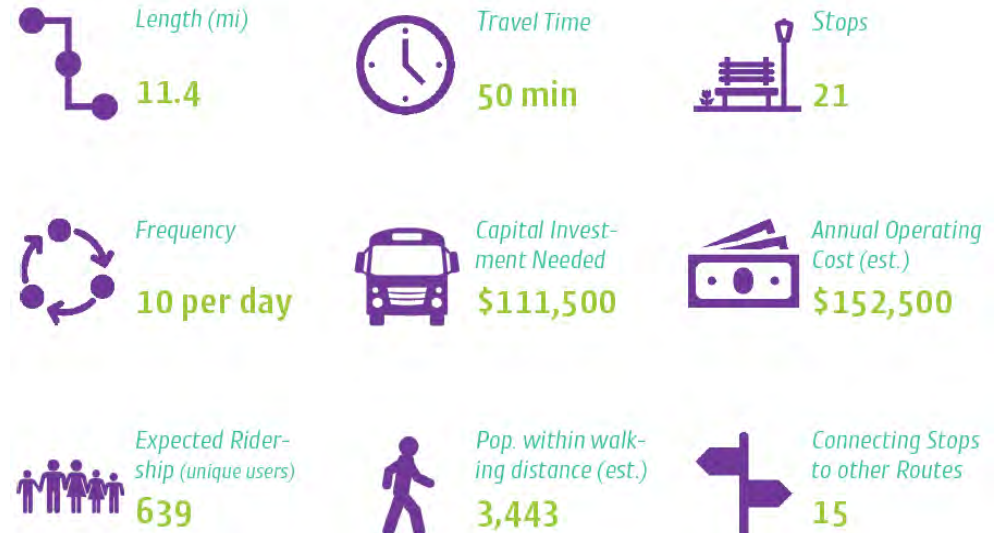 Length (mi)
11.4
Travel Time
50 min
Stops
21
Frequency
10 per day
Capital Invest-
ment Needed
$111,500
Annual Operating
Cost (est.)
$152,500
Expected Rider-
ship (unique users)
639
Pop. within walk-
ing distance (est.)
3,443
Connecting Stops
to other Routes
15